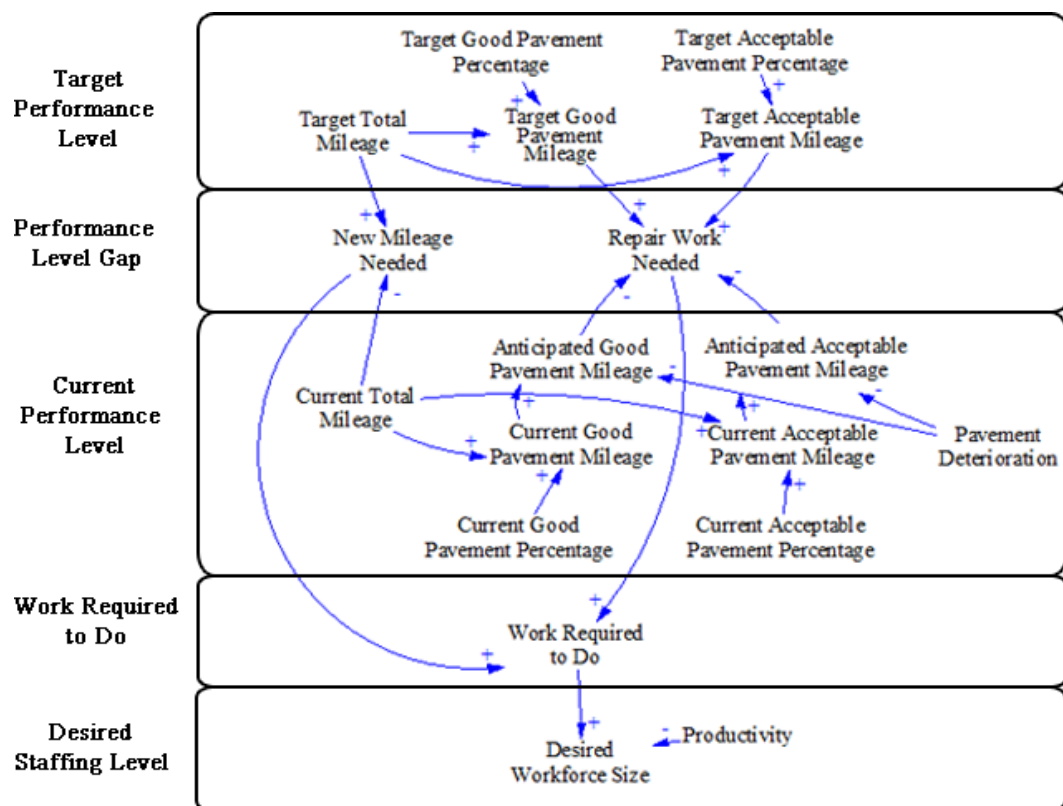 Target
Performance
Level
Target Good Pavement
Percentage
Target Acceptable
Pavement Percentage
+
+
Target Total
Mileage
Target Good
Pavement
Mileage
Target Acceptable
Pavement Mileage
+
+
Performance
Level Gap
+
+
+
New Mileage
Needed
Repair Work
Needed
-
-
-
Current
Performance
Level
Anticipated Good
Pavement Mileage
Anticipated Acceptable
Pavement Mileage
-
-
Current Total
Mileage
+
+
Current Good
Pavement Mileage
Current Acceptable
Pavement Mileage
Pavement
Deterioration
+
+
+
+
Current Good
Pavement Percentage
Current Acceptable
Pavement Percentage
Work Required
to Do
+
Work Required
to Do
+
Desired
Staffing Level
+
-
Productivity
Desired
Workforce Size